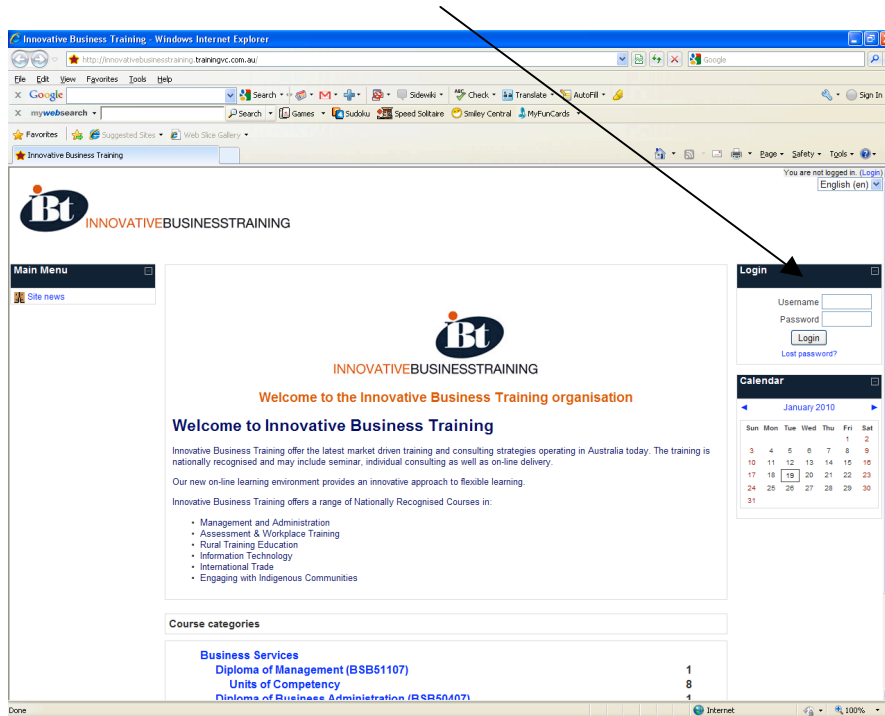 Innovative Business Training - Windows Internet Explorer
http://innovativebusinesstraining.trainingvc.com.au/
Google
File Edit View Favorites Tools Help
x Google Search Sidewiki Check Translate AutoFill Sign In
x mywebsearch Search Games Sudoku Speed Solitaire Smiley Central MyFunCards
Favorites Suggested Sites Web Slice Gallery
Innovative Business Training Page Safety Tools
You are not logged in. (Login)
English (en)
iBt
INNOVATIVEBUSINESSTRAINING
Main Menu
Site news
iBt
INNOVATIVEBUSINESSTRAINING
Welcome to the Innovative Business Training organisation
Welcome to Innovative Business Training
Innovative Business Training offer the latest market driven training and consulting strategies operating in Australia today. The training is
nationally recognised and may include seminar, individual consulting as well as on-line delivery.
Our new on-line learning environment provides an innovative approach to flexible learning.
Innovative Business Training offers a range of Nationally Recognised Courses in:
• Management and Administration
• Assessment & Workplace Training
• Rural Training Education
• Information Technology
• International Trade
• Engaging with Indigenous Communities
Course categories
Business Services
Diploma of Management (BSB51107) 1
Units of Competency 8
Diploma of Business Administration (BSB50407) 1
Login
Username
Password
Login
Lost password?
Calendar
◄ January 2010 ►
Sun Mon Tue Wed Thu Fri Sat
1 2
3 4 5 6 7 8 9
10 11 12 13 14 15 16
17 18 19 20 21 22 23
24 25 26 27 28 29 30
31
Done Internet 100%